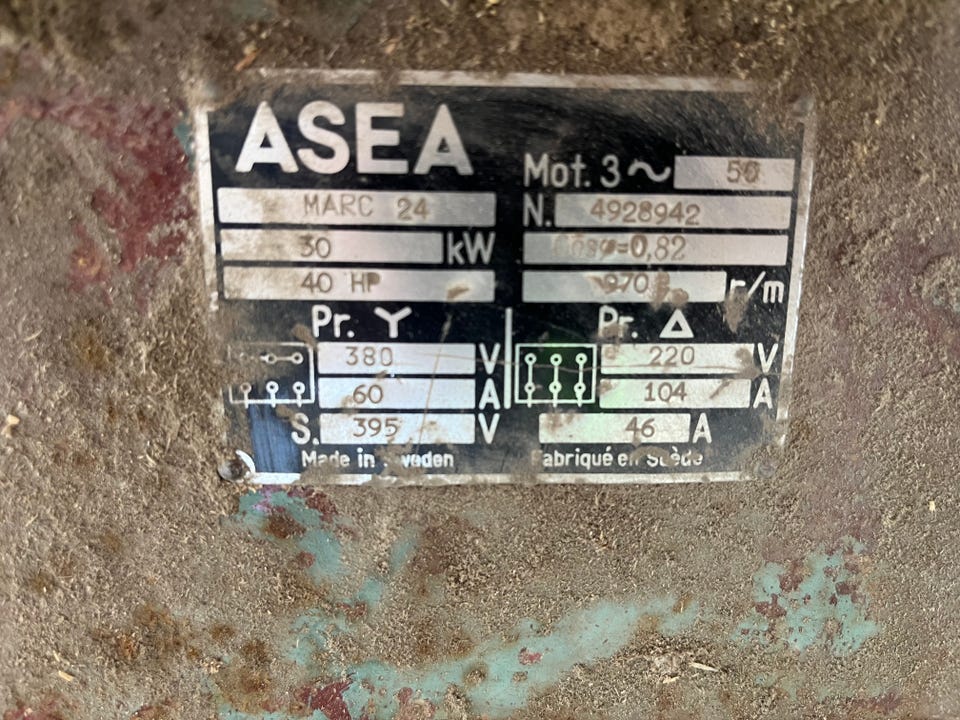 ASEA
Mot. 3~ 50
MARC 24
N. 4928942
30 kW
Cosφ=0,82
40 HP
970 r/m
Pr. Y
Pr. Δ
380 V
220 V
60 A
104 A
S. 395 V
46 A
Made in Sweden
Fabriqué en Suède